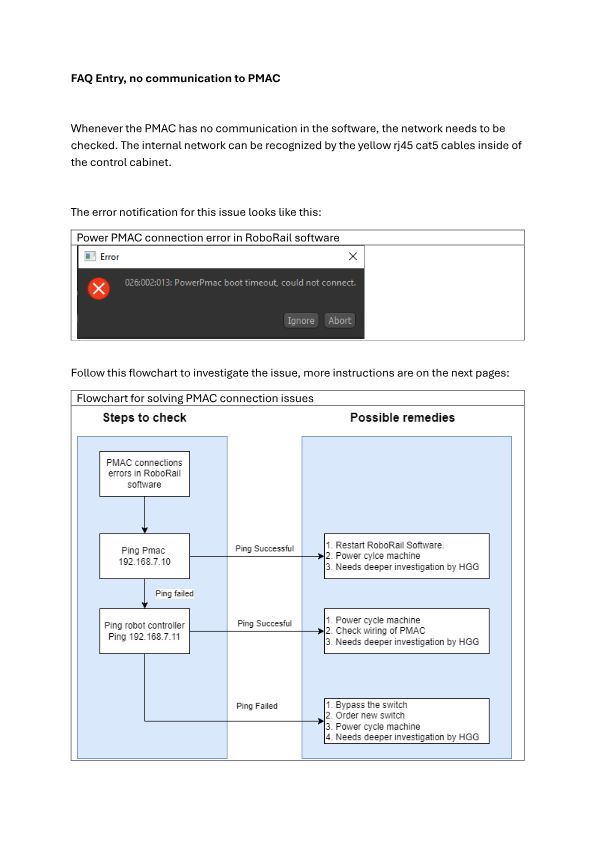 FAQ Entry, no communication to PMAC
Whenever the PMAC has no communication in the software, the network needs to be
checked. The internal network can be recognized by the yellow rj45 cat5 cables inside of
the control cabinet.
The error notification for this issue looks like this:
Power PMAC connection error in RoboRail software
Error
026:002:013: PowerPmac boot timeout, could not connect.
Ignore Abort
Follow this flowchart to investigate the issue, more instructions are on the next pages:
Flowchart for solving PMAC connection issues
Steps to check
Possible remedies
PMAC connections
errors in RoboRail
software
Ping Pmac
192.168.7.10
Ping Successful
1. Restart RoboRail Software.
2. Power cylce machine
3. Needs deeper investigation by HGG
Ping failed
Ping robot controller
Ping 192.168.7.11
Ping Succesful
1. Power cycle machine
2. Check wiring of PMAC
3. Needs deeper investigation by HGG
Ping Failed
1. Bypass the switch
2. Order new switch
3. Power cycle machine
4. Needs deeper investigation by HGG